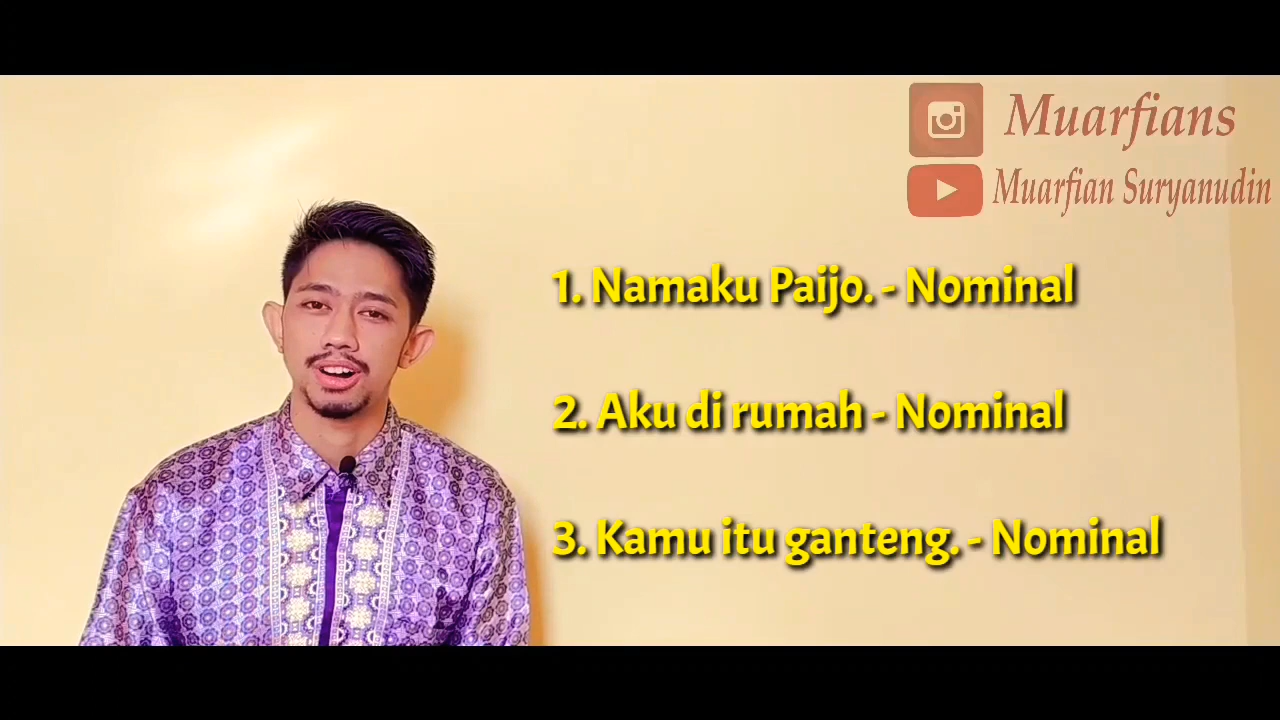 Muarfians
Muarfian Suryanudin
1. Namaku Paijo. - Nominal
2. Aku di rumah - Nominal
3. Kamu itu ganteng. - Nominal